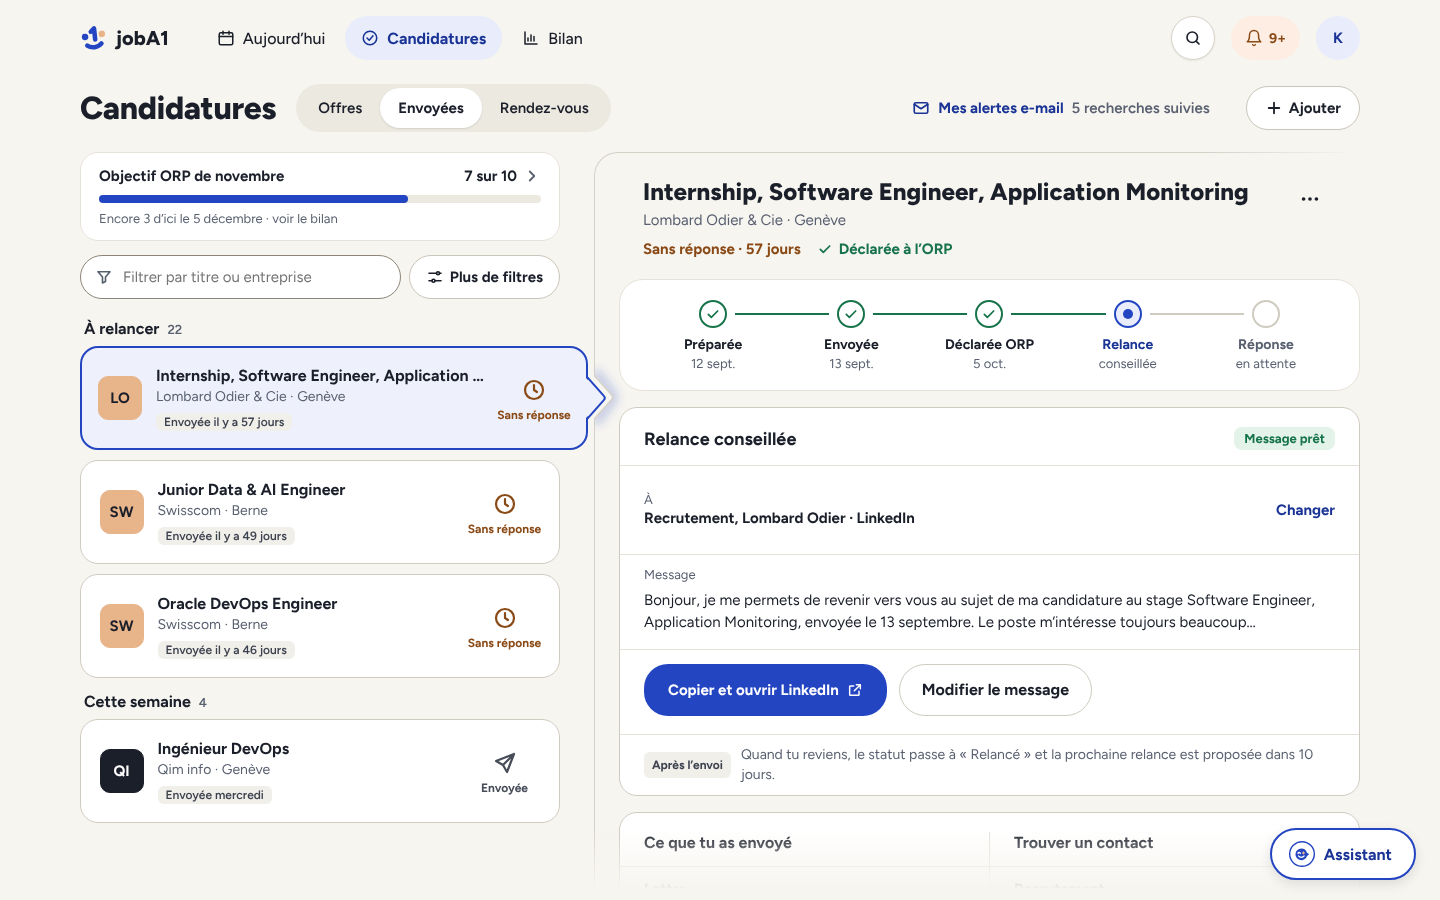 jobA1
Aujourd’hui
Candidatures
Bilan
9+
K
Candidatures
Offres
Envoyées
Rendez-vous
Mes alertes e-mail 5 recherches suivies
Ajouter
Objectif ORP de novembre
7 sur 10
Encore 3 d’ici le 5 décembre · voir le bilan
Filtrer par titre ou entreprise
Plus de filtres
À relancer 22
LO
Internship, Software Engineer, Application ...
Lombard Odier & Cie · Genève
Envoyée il y a 57 jours
Sans réponse
SW
Junior Data & AI Engineer
Swisscom · Berne
Envoyée il y a 49 jours
Sans réponse
SW
Oracle DevOps Engineer
Swisscom · Berne
Envoyée il y a 46 jours
Sans réponse
Cette semaine 4
QI
Ingénieur DevOps
Qim info · Genève
Envoyée mercredi
Envoyée
Internship, Software Engineer, Application Monitoring
...
Lombard Odier & Cie · Genève
Sans réponse · 57 jours
Déclarée à l’ORP
Préparée
12 sept.
Envoyée
13 sept.
Déclarée ORP
5 oct.
Relance
conseillée
Réponse
en attente
Relance conseillée
Message prêt
À
Recrutement, Lombard Odier · LinkedIn
Changer
Message
Bonjour, je me permets de revenir vers vous au sujet de ma candidature au stage Software Engineer,
Application Monitoring, envoyée le 13 septembre. Le poste m’intéresse toujours beaucoup...
Copier et ouvrir LinkedIn
Modifier le message
Après l’envoi
Quand tu reviens, le statut passe à « Relancé » et la prochaine relance est proposée dans 10
jours.
Ce que tu as envoyé
Trouver un contact
Assistant